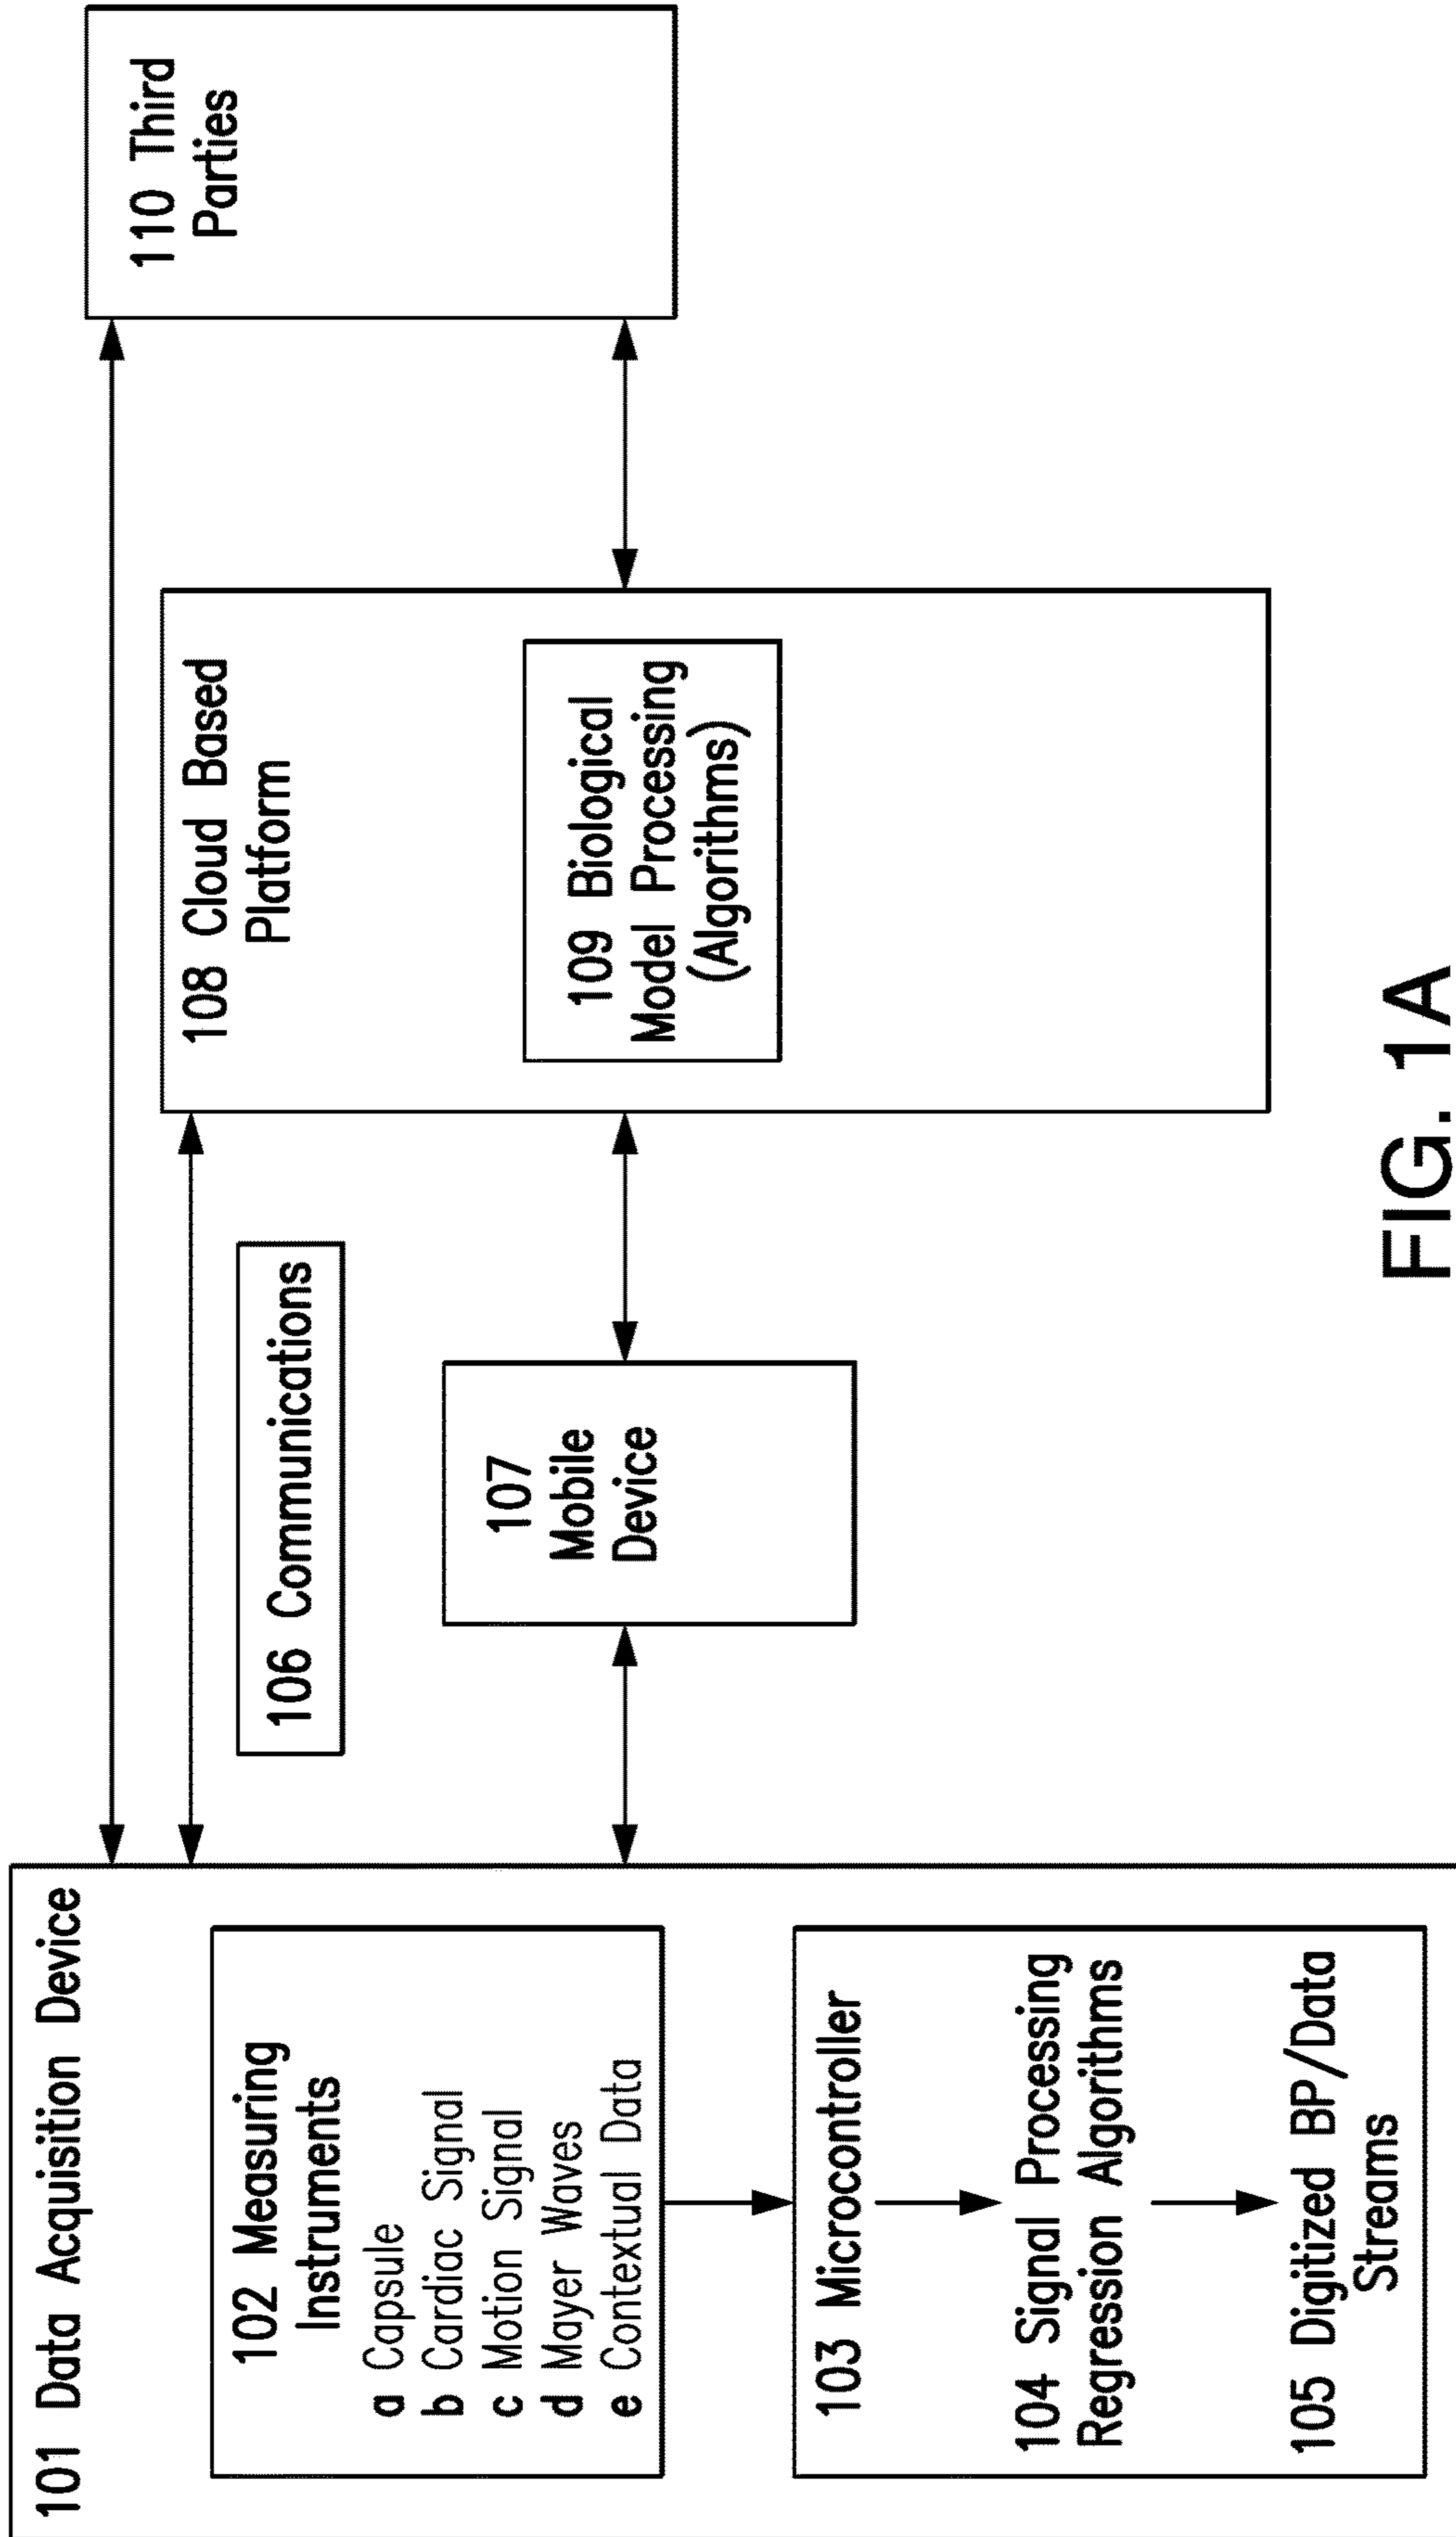 101 Data Acquisition Device
102 Measuring
Instruments
a Capsule
b Cardiac Signal
c Motion Signal
d Mayer Waves
e Contextual Data
103 Microcontroller
104 Signal Processing
Regression Algorithms
105 Digitized BP/Data
Streams
106 Communications
107
Mobile
Device
108 Cloud Based
Platform
109 Biological
Model Processing
(Algorithms)
110 Third
Parties
FIG. 1A